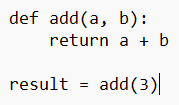 def add(a, b):
    return a + b

result = add(3)